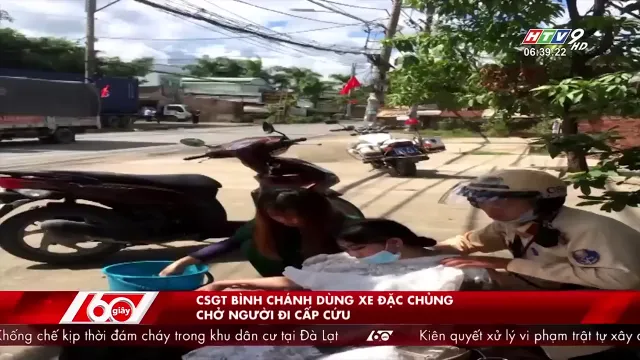 HTV9 HD
06:39:22
60 giây
CSGT BÌNH CHÁNH DÙNG XE ĐẶC CHỦNG
CHỞ NGƯỜI ĐI CẤP CỨU
Khống chế kịp thời đám cháy trong khu dân cư tại Đà Lạt 60 giây Kiên quyết xử lý vi phạm trật tự xây